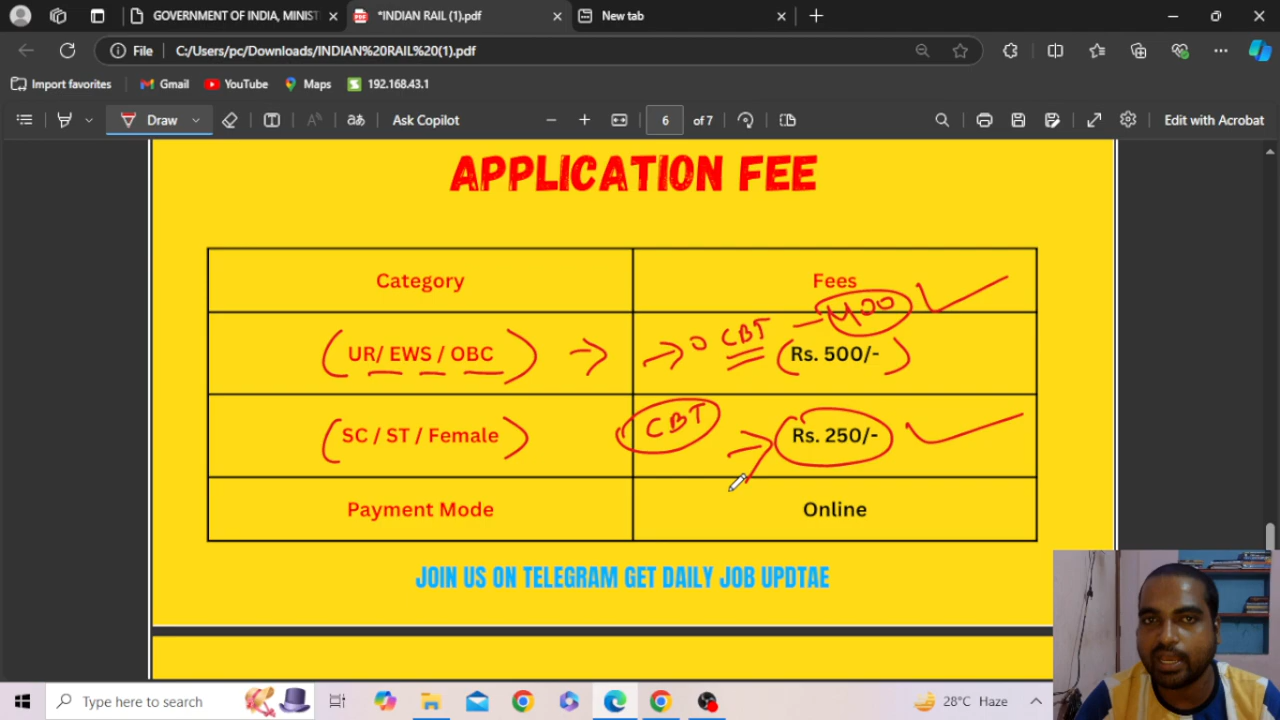 GOVERNMENT OF INDIA, MINIST
*INDIAN RAIL (1).pdf
New tab
File
C:/Users/pc/Downloads/INDIAN%20RAIL%20(1).pdf
Import favorites
Gmail
YouTube
Maps
192.168.43.1
Draw
aあ
Ask Copilot
6 of 7
Edit with Acrobat
APPLICATION FEE
Category Fees
CBT - 400
UR/ EWS / OBC Rs. 500/-
CBT
SC / ST / Female Rs. 250/-
Payment Mode Online
JOIN US ON TELEGRAM GET DAILY JOB UPDTAE
Type here to search
28°C Haze